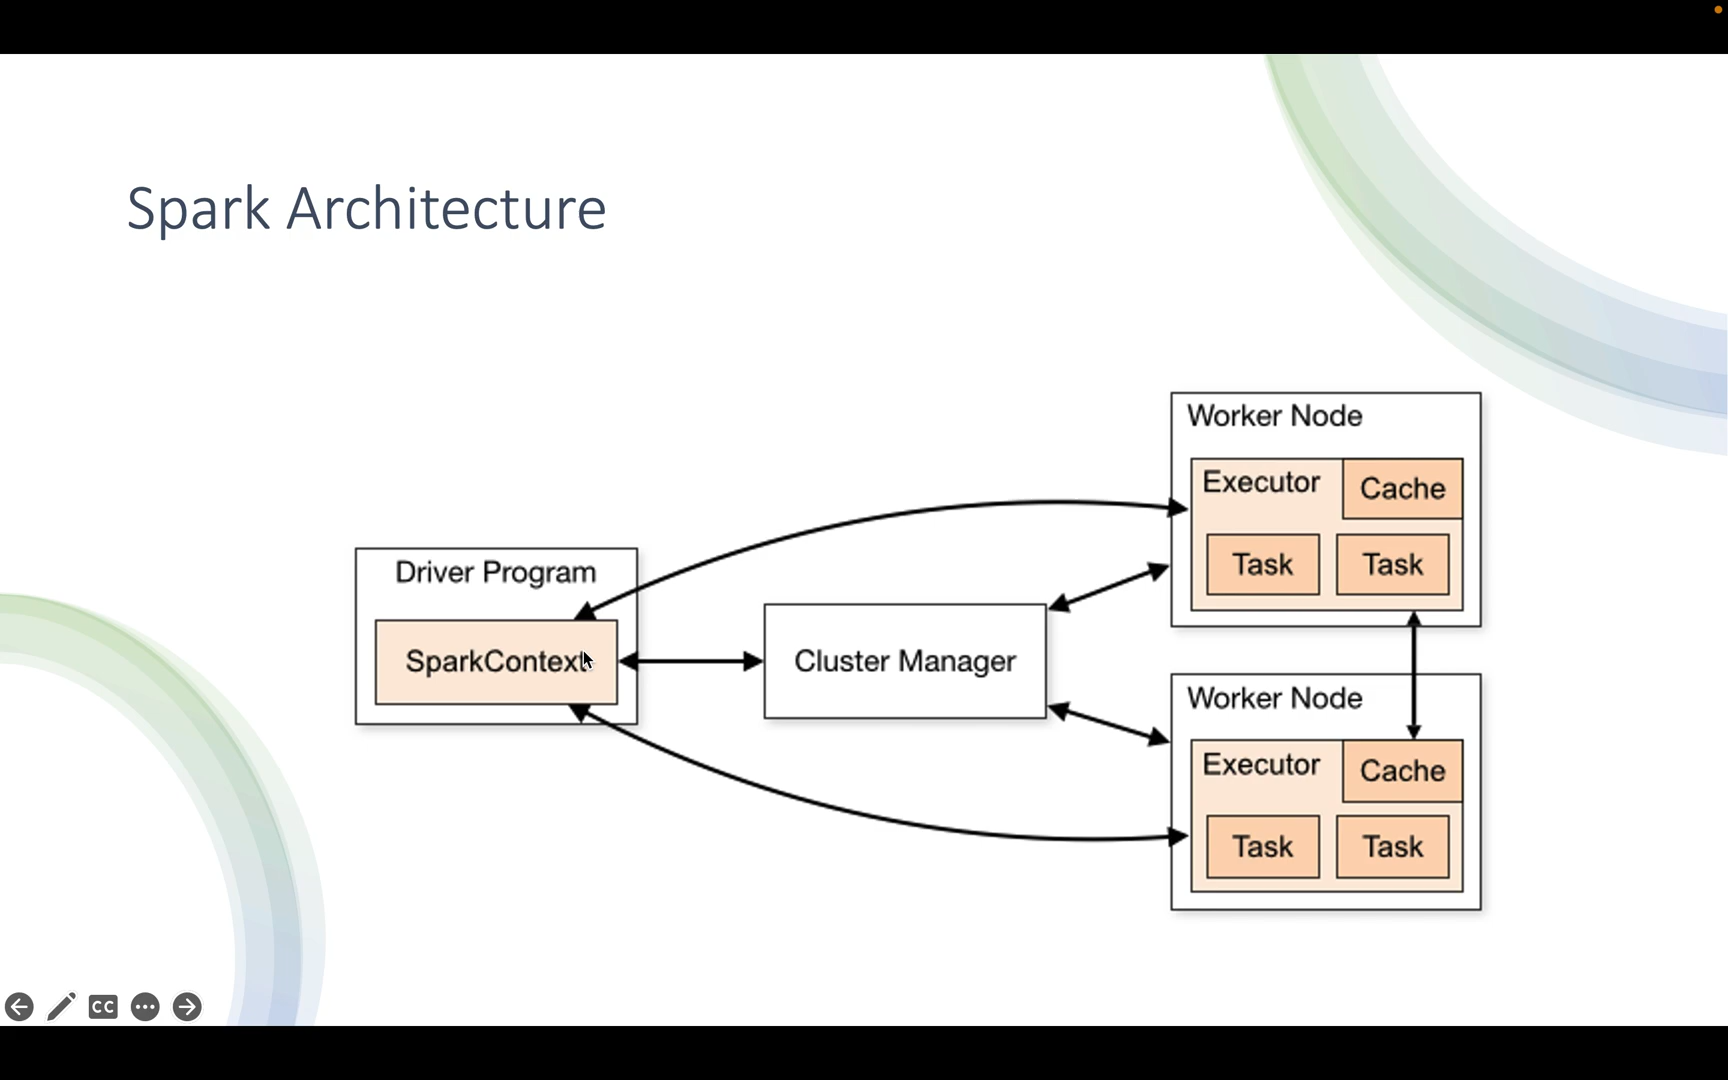 Spark Architecture
Driver Program
SparkContext
Cluster Manager
Worker Node
Executor
Cache
Task
Task
Worker Node
Executor
Cache
Task
Task
CC